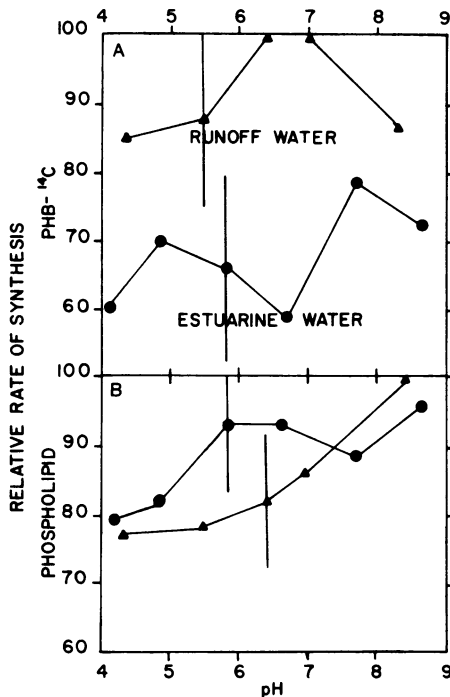 4 5 6 7 8 9
100
A
90
RUNOFF WATER
80
70
60
ESTUARINE WATER
100
B
90
80
70
60
4 5 6 7 8 9
pH
RELATIVE RATE OF SYNTHESIS
PHB-¹⁴C
PHOSPHOLIPID